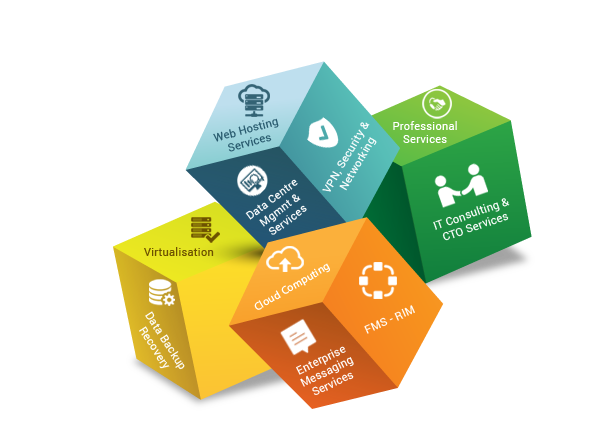 Web Hosting
Services
VPN, Security &
Networking
Data Centre
Mgmnt &
Services
Professional
Services
IT Consulting &
CTO Services
Virtualisation
Data Backup
Recovery
Cloud Computing
FMS - RIM
Enterprise
Messaging
Services